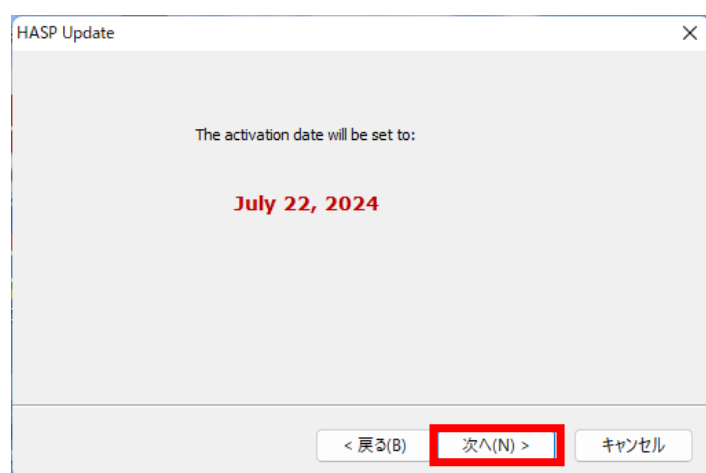 HASP Update
The activation date will be set to:
July 22, 2024
< 戻る(B) 次へ(N) > キャンセル